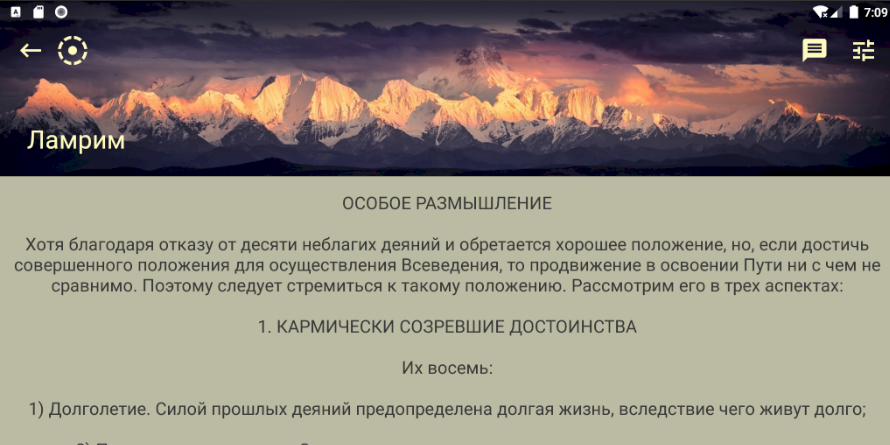 7:09
Ламрим
ОСОБОЕ РАЗМЫШЛЕНИЕ
Хотя благодаря отказу от десяти неблагих деяний и обретается хорошее положение, но, если достичь
совершенного положения для осуществления Всеведения, то продвижение в освоении Пути ни с чем не
сравнимо. Поэтому следует стремиться к такому положению. Рассмотрим его в трех аспектах:
1. КАРМИЧЕСКИ СОЗРЕВШИЕ ДОСТОИНСТВА
Их восемь:
1) Долголетие. Силой прошлых деяний предопределена долгая жизнь, вследствие чего живут долго;